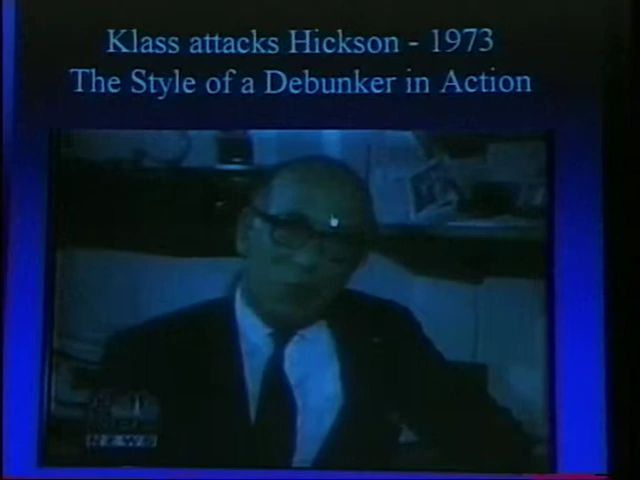 Klass attacks Hickson - 1973
The Style of a Debunker in Action
NEWS